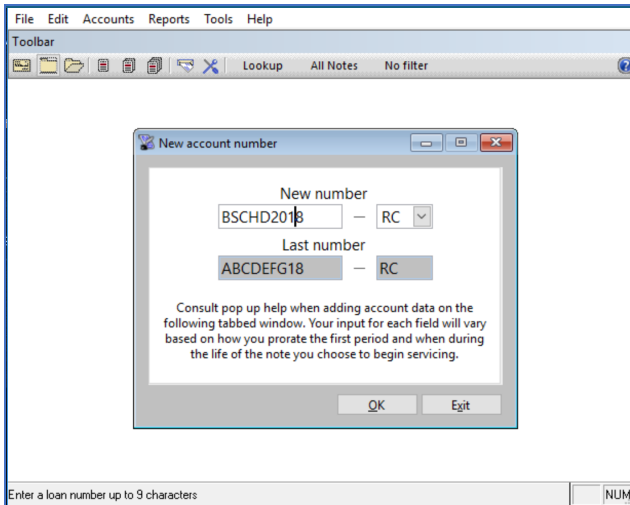 File Edit Accounts Reports Tools Help
Toolbar
Lookup All Notes No filter
New account number
New number
BSCHD2018 — RC
Last number
ABCDEFG18 — RC
Consult pop up help when adding account data on the
following tabbed window. Your input for each field will vary
based on how you prorate the first period and when during
the life of the note you choose to begin servicing.
OK Exit
Enter a loan number up to 9 characters NUM